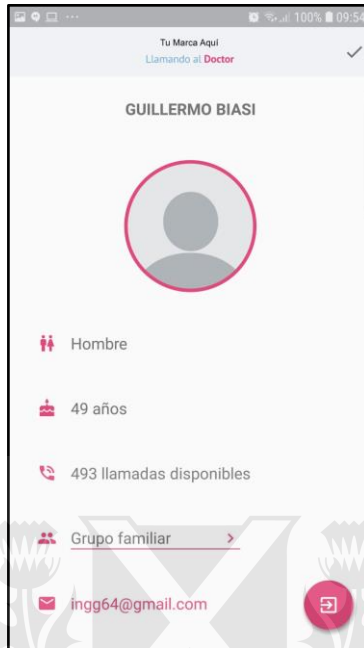 100% 09:54
Tu Marca Aquí
Llamando al Doctor
GUILLERMO BIASI
Hombre
49 años
493 llamadas disponibles
Grupo familiar
ingg64@gmail.com